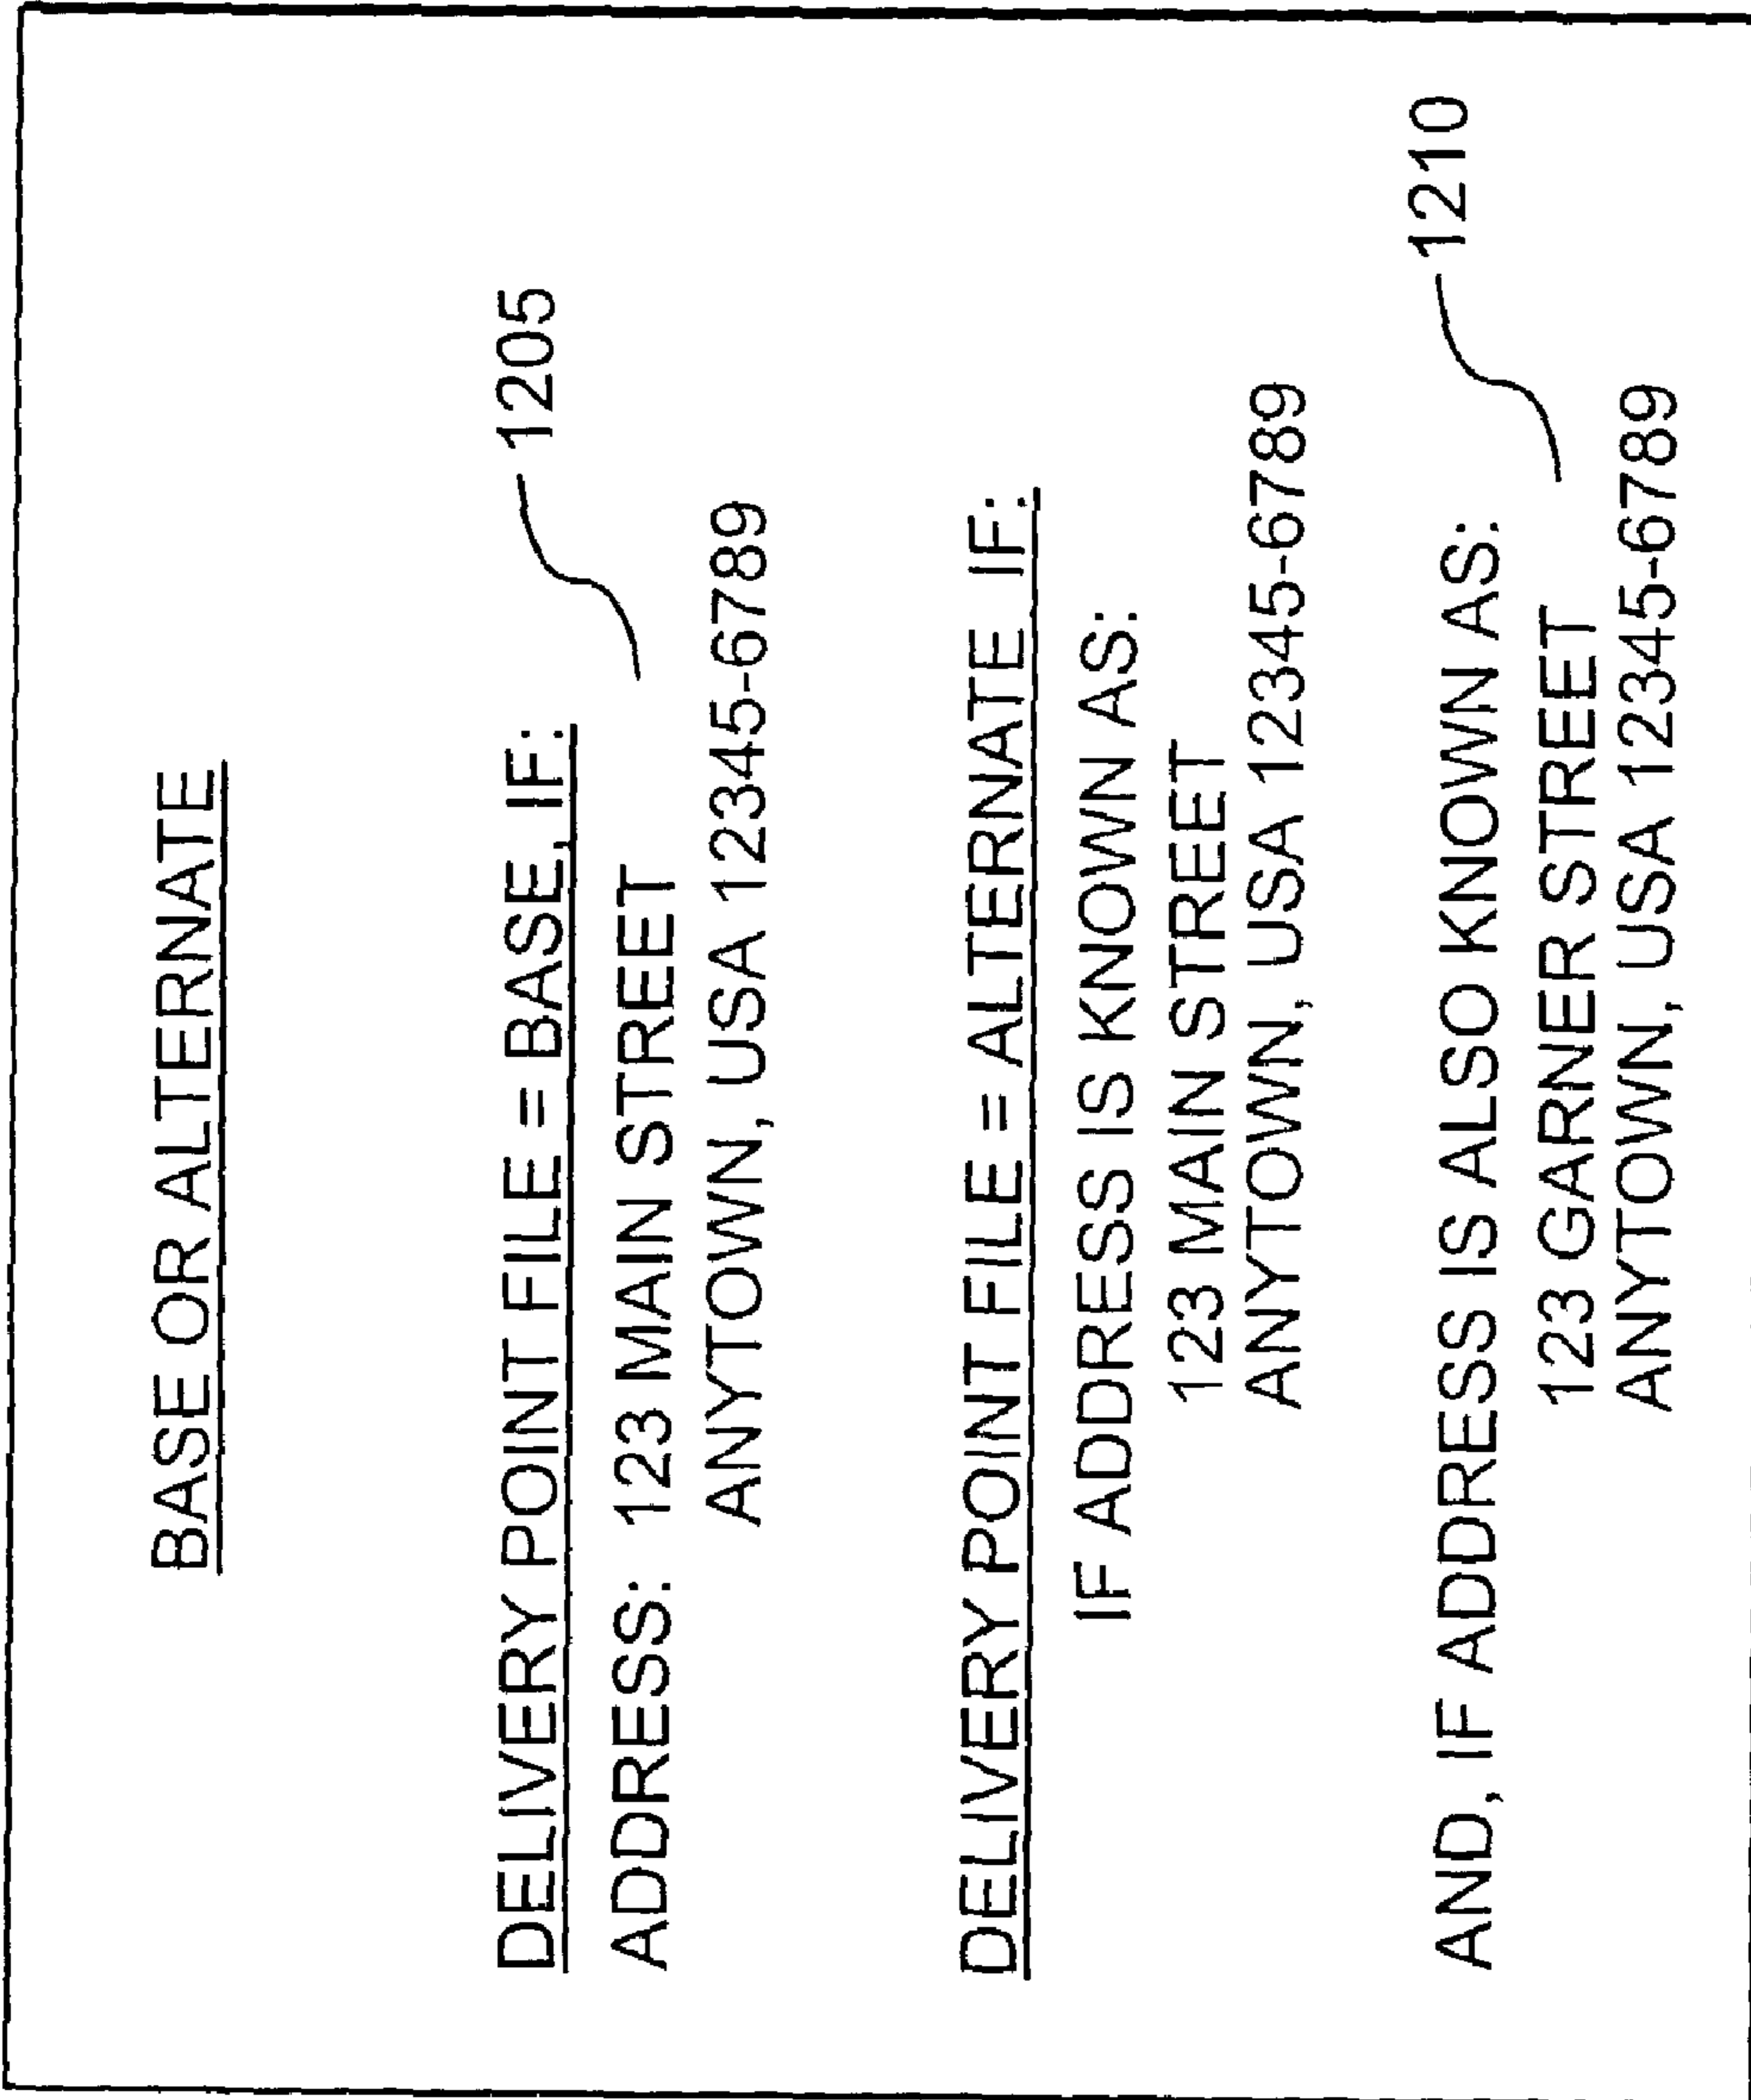 BASE OR ALTERNATE
DELIVERY POINT FILE = BASE, IF:
1205
ADDRESS: 123 MAIN STREET
ANYTOWN, USA 12345-6789
DELIVERY POINT FILE = ALTERNATE IF:
IF ADDRESS IS KNOWN AS:
123 MAIN STREET
ANYTOWN, USA 12345-6789
1210
AND, IF ADDRESS IS ALSO KNOWN AS:
123 GARNER STREET
ANYTOWN, USA 12345-6789